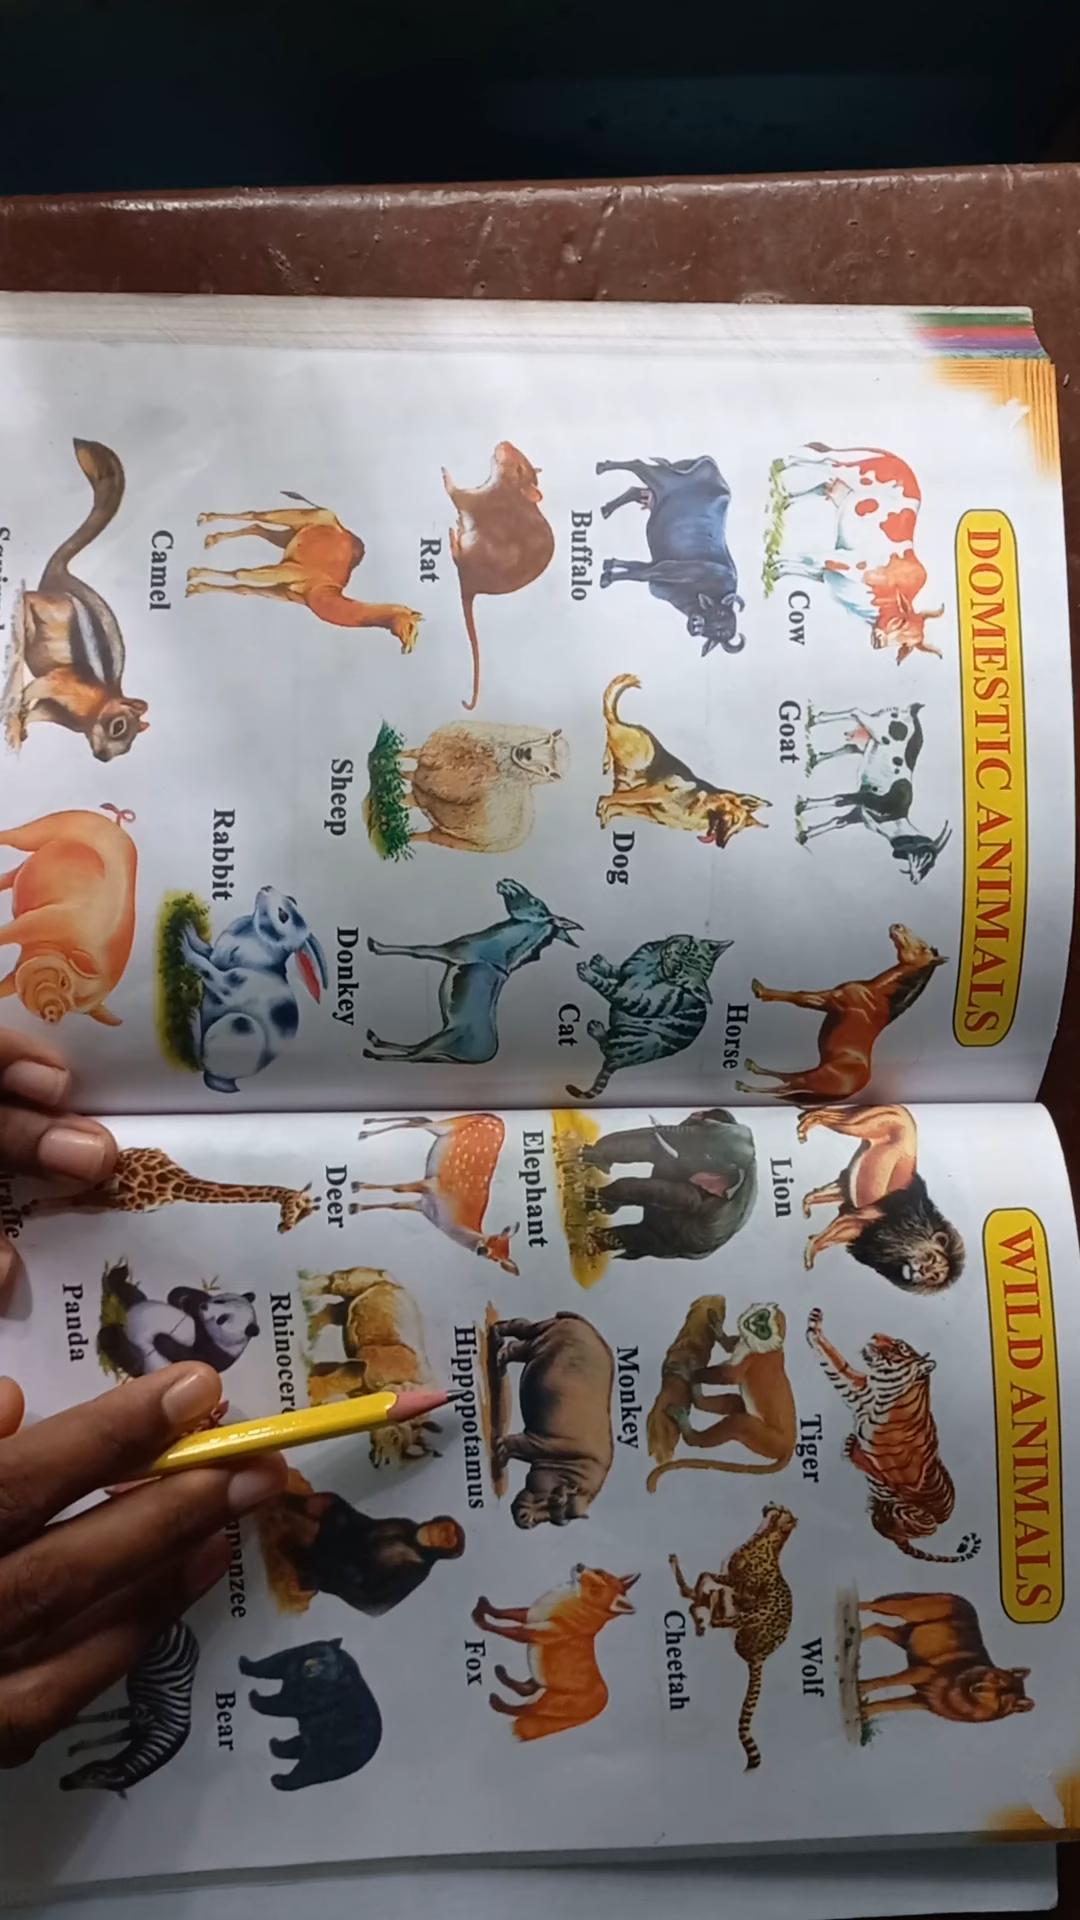 DOMESTIC ANIMALS
Cow
Goat
Horse
Buffalo
Dog
Cat
Rat
Sheep
Donkey
Camel
Rabbit
WILD ANIMALS
Lion
Tiger
Wolf
Elephant
Monkey
Cheetah
Deer
Hippopotamus
Fox
Panda
Bear